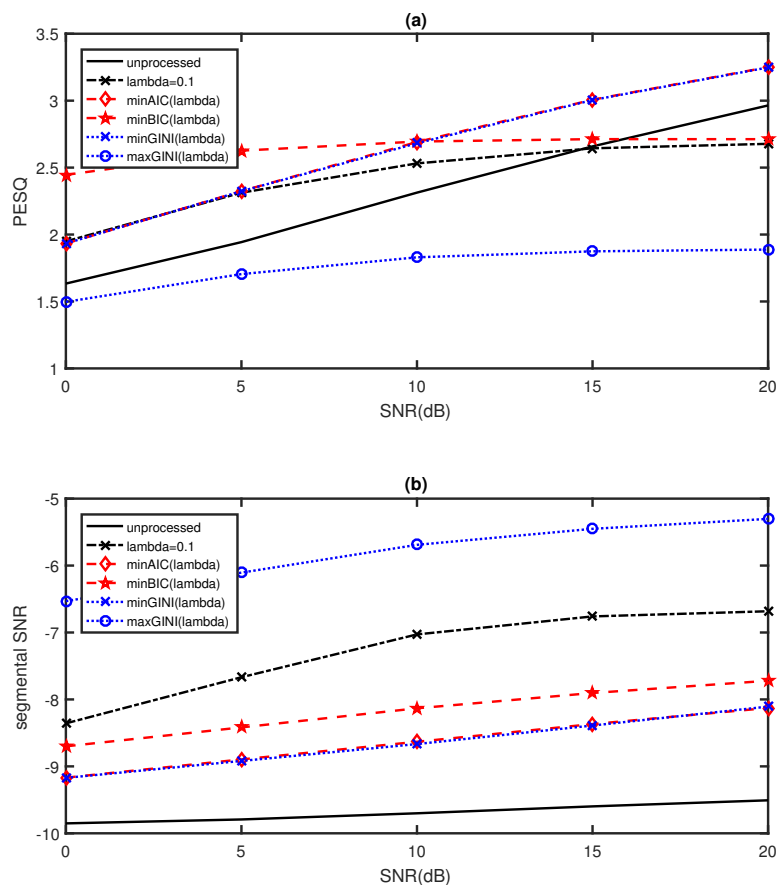 (a)
3.5
3
2.5
2
1.5
1
PESQ
unprocessed
lambda=0.1
minAIC(lambda)
minBIC(lambda)
minGINI(lambda)
maxGINI(lambda)
0
5
10
15
20
SNR(dB)
(b)
-5
-6
-7
-8
-9
-10
segmental SNR
unprocessed
lambda=0.1
minAIC(lambda)
minBIC(lambda)
minGINI(lambda)
maxGINI(lambda)
0
5
10
15
20
SNR(dB)